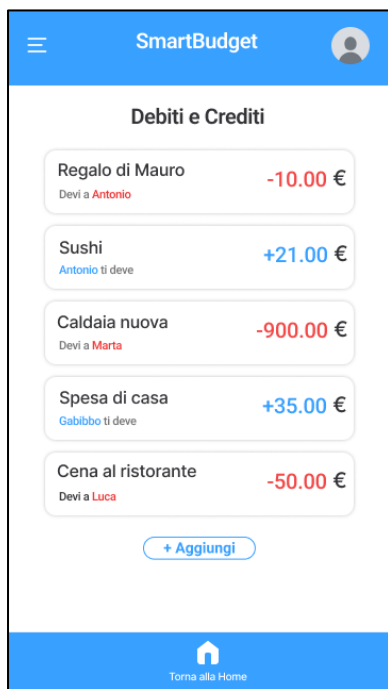 SmartBudget
Debiti e Crediti
Regalo di Mauro
-10.00 €
Devi a Antonio
Sushi
+21.00 €
Antonio ti deve
Caldaia nuova
-900.00 €
Devi a Marta
Spesa di casa
+35.00 €
Gabibbo ti deve
Cena al ristorante
-50.00 €
Devi a Luca
+ Aggiungi
Torna alla Home